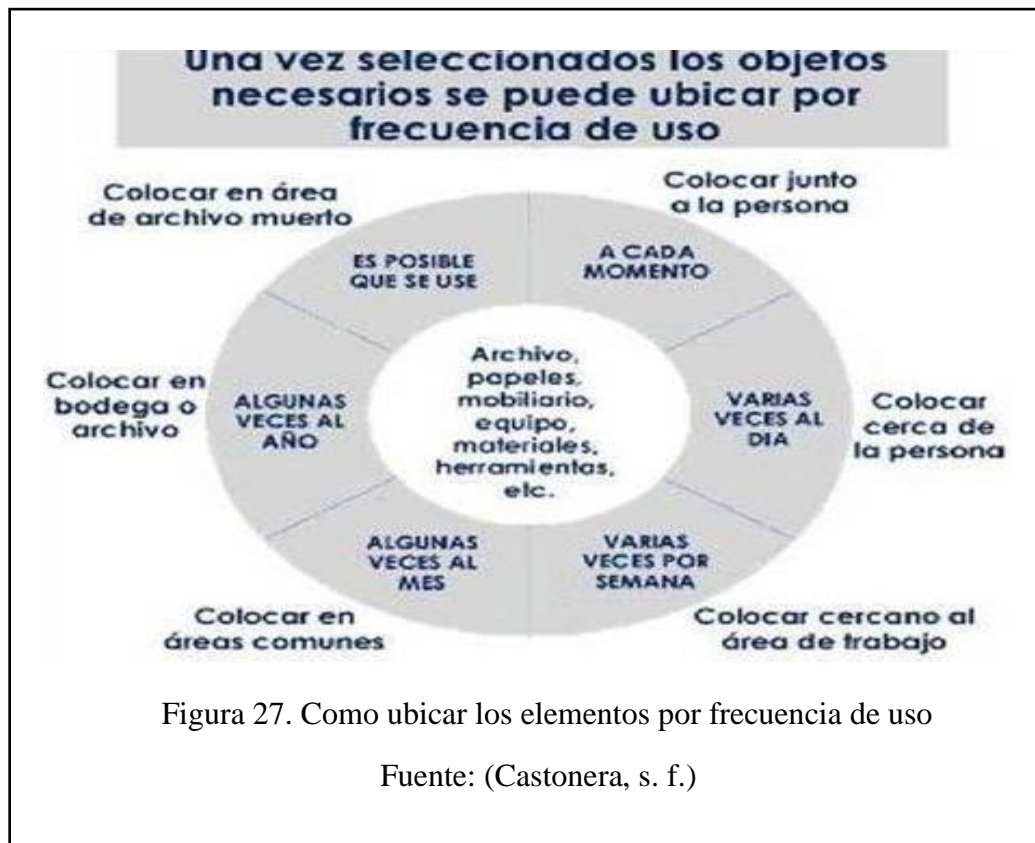 Una vez seleccionados los objetos
necesarios se puede ubicar por
frecuencia de uso
Colocar en área
de archivo muerto
Colocar junto
a la persona
ES POSIBLE
QUE SE USE
A CADA
MOMENTO
Colocar en
bodega o
archivo
ALGUNAS
VECES AL
AÑO
Archivo,
papeles,
mobiliario,
equipo,
materiales,
herramientas,
etc.
VARIAS
VECES AL
DIA
Colocar
cerca de
la persona
ALGUNAS
VECES AL
MES
VARIAS
VECES POR
SEMANA
Colocar en
áreas comunes
Colocar cercano al
área de trabajo
Figura 27. Como ubicar los elementos por frecuencia de uso
Fuente: (Castonera, s. f.)